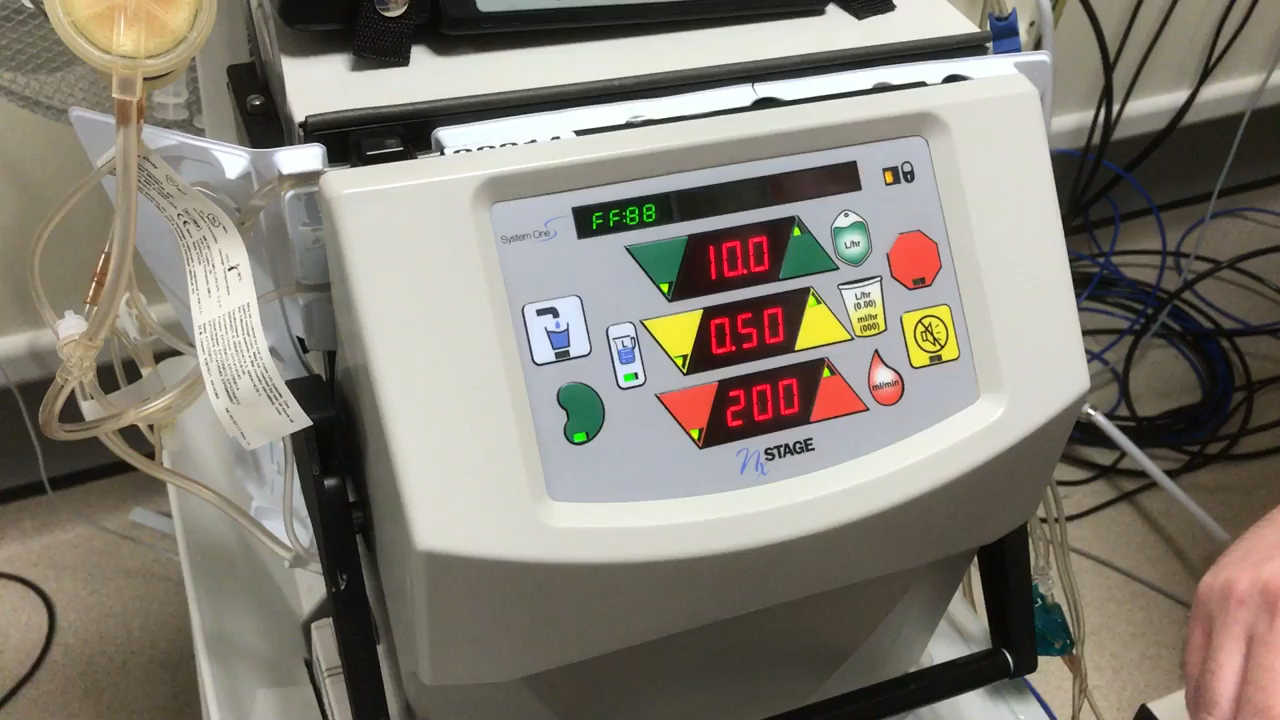 System One
FF:88
10.0
L/hr
0.50
L/hr
(0.00)
ml/hr
(000)
L
200
ml/min
NxSTAGE